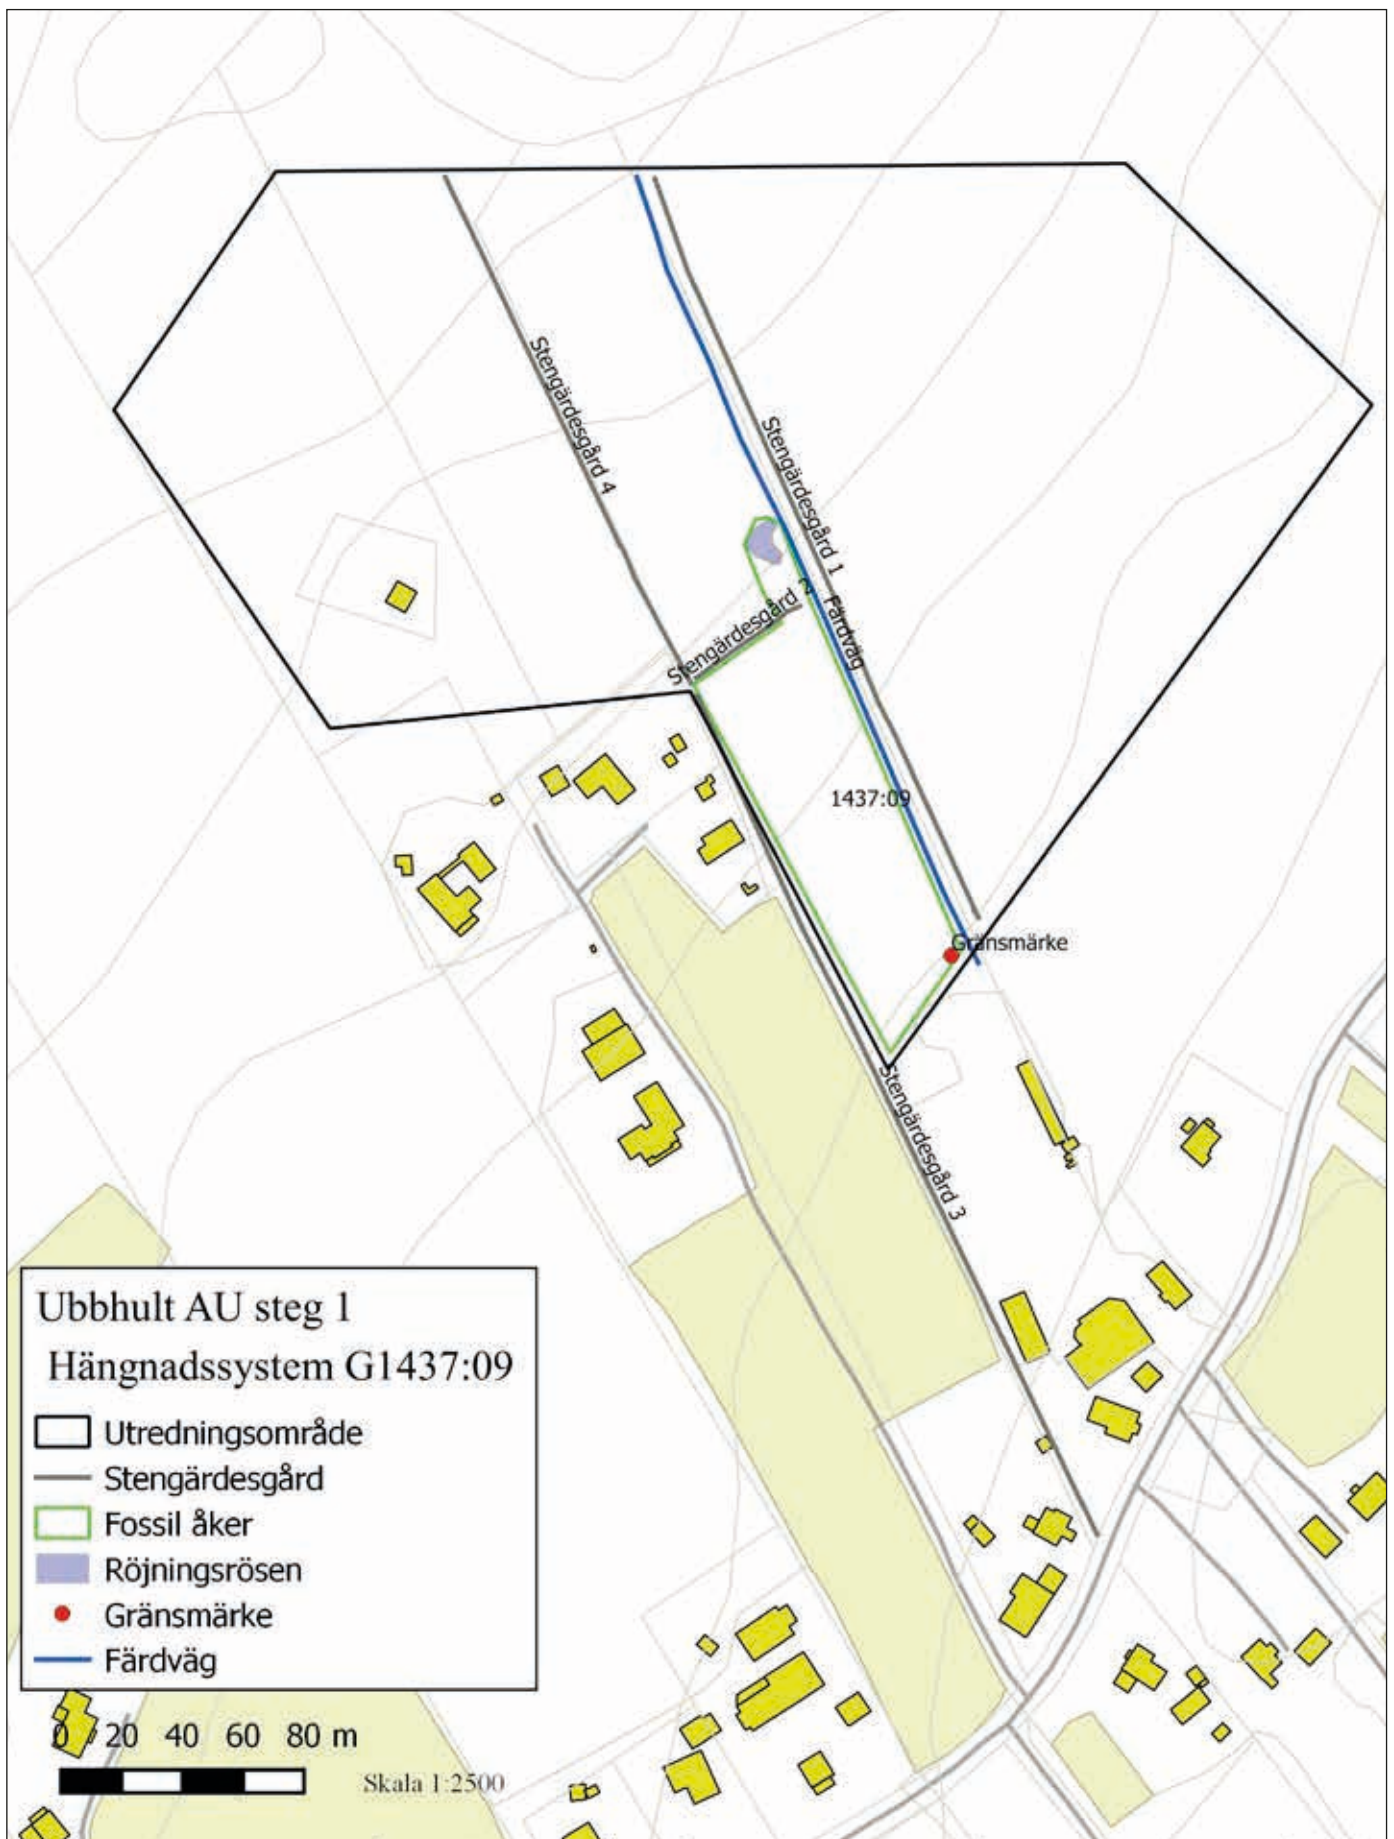 Stengärdesgård 4
Stengärdesgård 1
Stengärdesgård 2
Färdväg
1437:09
Gränsmärke
Stengärdesgård 3
Ubbhult AU steg 1
Hängnadssystem G1437:09
Utredningsområde
Stengärdesgård
Fossil åker
Röjningsrösen
Gränsmärke
Färdväg
0 20 40 60 80 m
Skala 1:2500